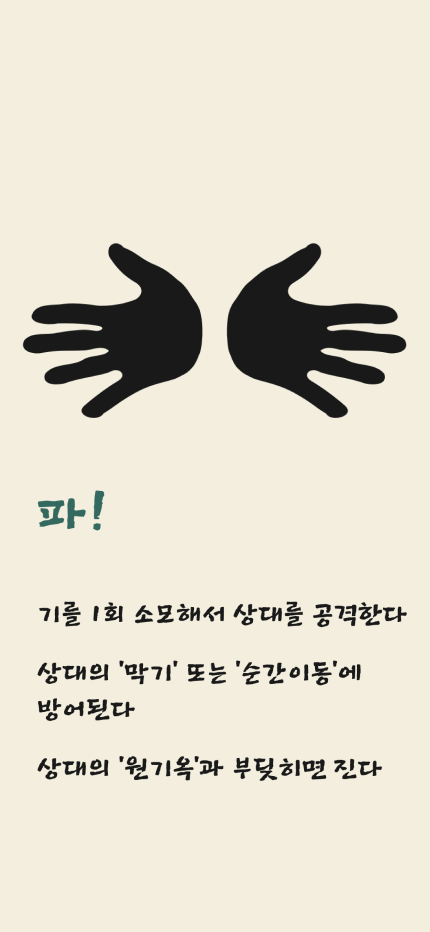 파!
기를 1회 소모해서 상대를 공격한다
상대의 '막기' 또는 '순간이동'에
방어된다
상대의 '원기옥'과 부딪히면 진다